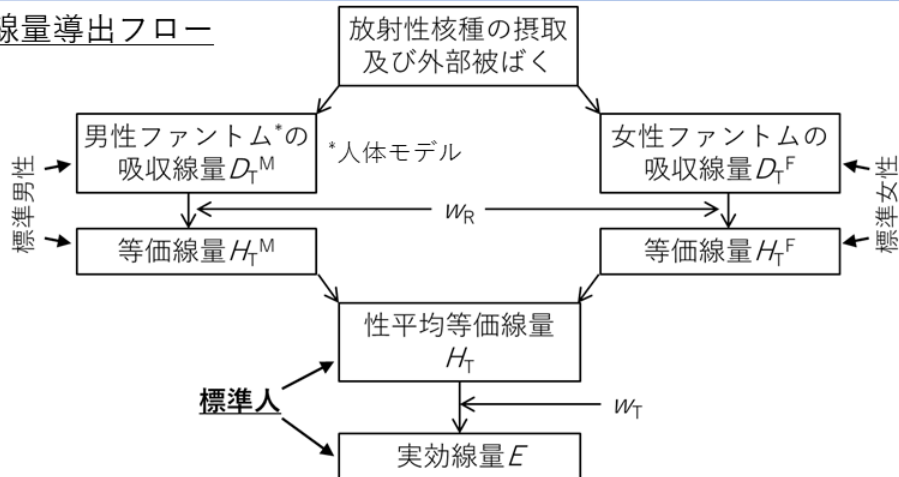 線量導出フロー
放射性核種の摂取
及び外部被ばく
男性ファントム*の
吸収線量DTM
*人体モデル
女性ファントムの
吸収線量DTF
標準男性
標準女性
wR
等価線量HTM
等価線量HTF
性平均等価線量
HT
標準人
wT
実効線量E